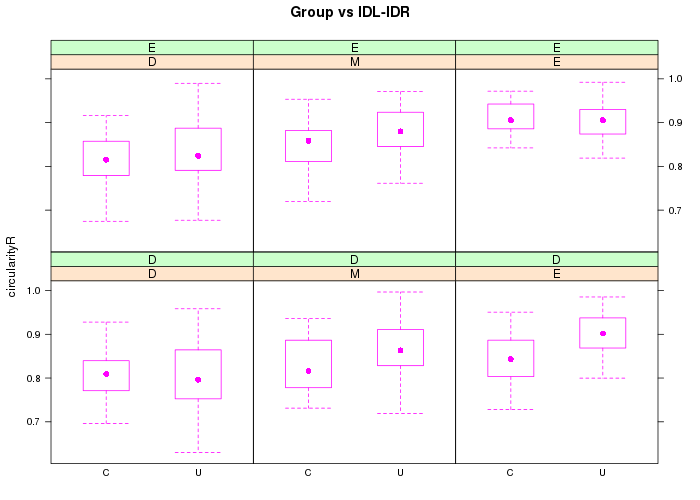 Group vs IDL-IDR
E E E
D M E
1.0
0.9
0.8
0.7
circularityR
D D D
D M E
1.0
0.9
0.8
0.7
C U C U C U